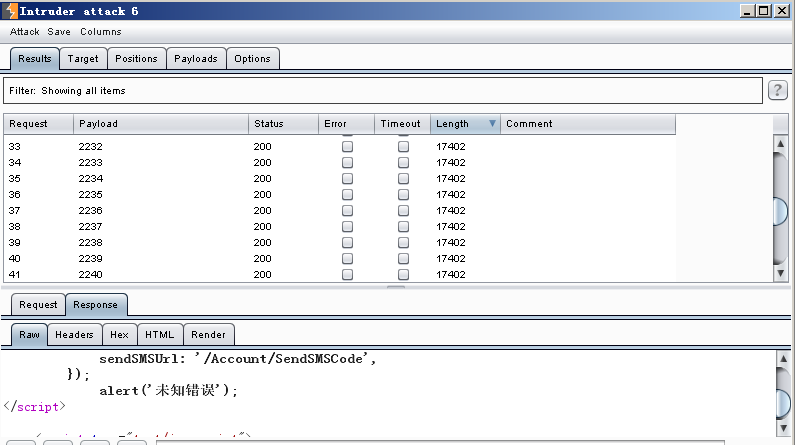 Intruder attack 6
Attack Save Columns
Results Target Positions Payloads Options
Filter: Showing all items
?
Request Payload Status Error Timeout Length Comment
33 2232 200 17402
34 2233 200 17402
35 2234 200 17402
36 2235 200 17402
37 2236 200 17402
38 2237 200 17402
39 2238 200 17402
40 2239 200 17402
41 2240 200 17402
Request Response
Raw Headers Hex HTML Render
sendSMSUrl: '/Account/SendSMSCode',
});
alert('未知错误');
</script>